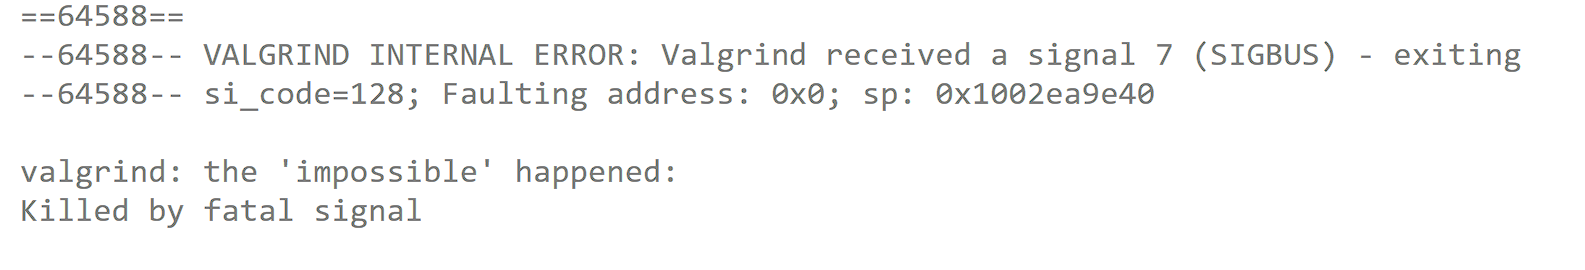 ==64588==
--64588-- VALGRIND INTERNAL ERROR: Valgrind received a signal 7 (SIGBUS) - exiting
--64588-- si_code=128; Faulting address: 0x0; sp: 0x1002ea9e40
valgrind: the 'impossible' happened:
Killed by fatal signal